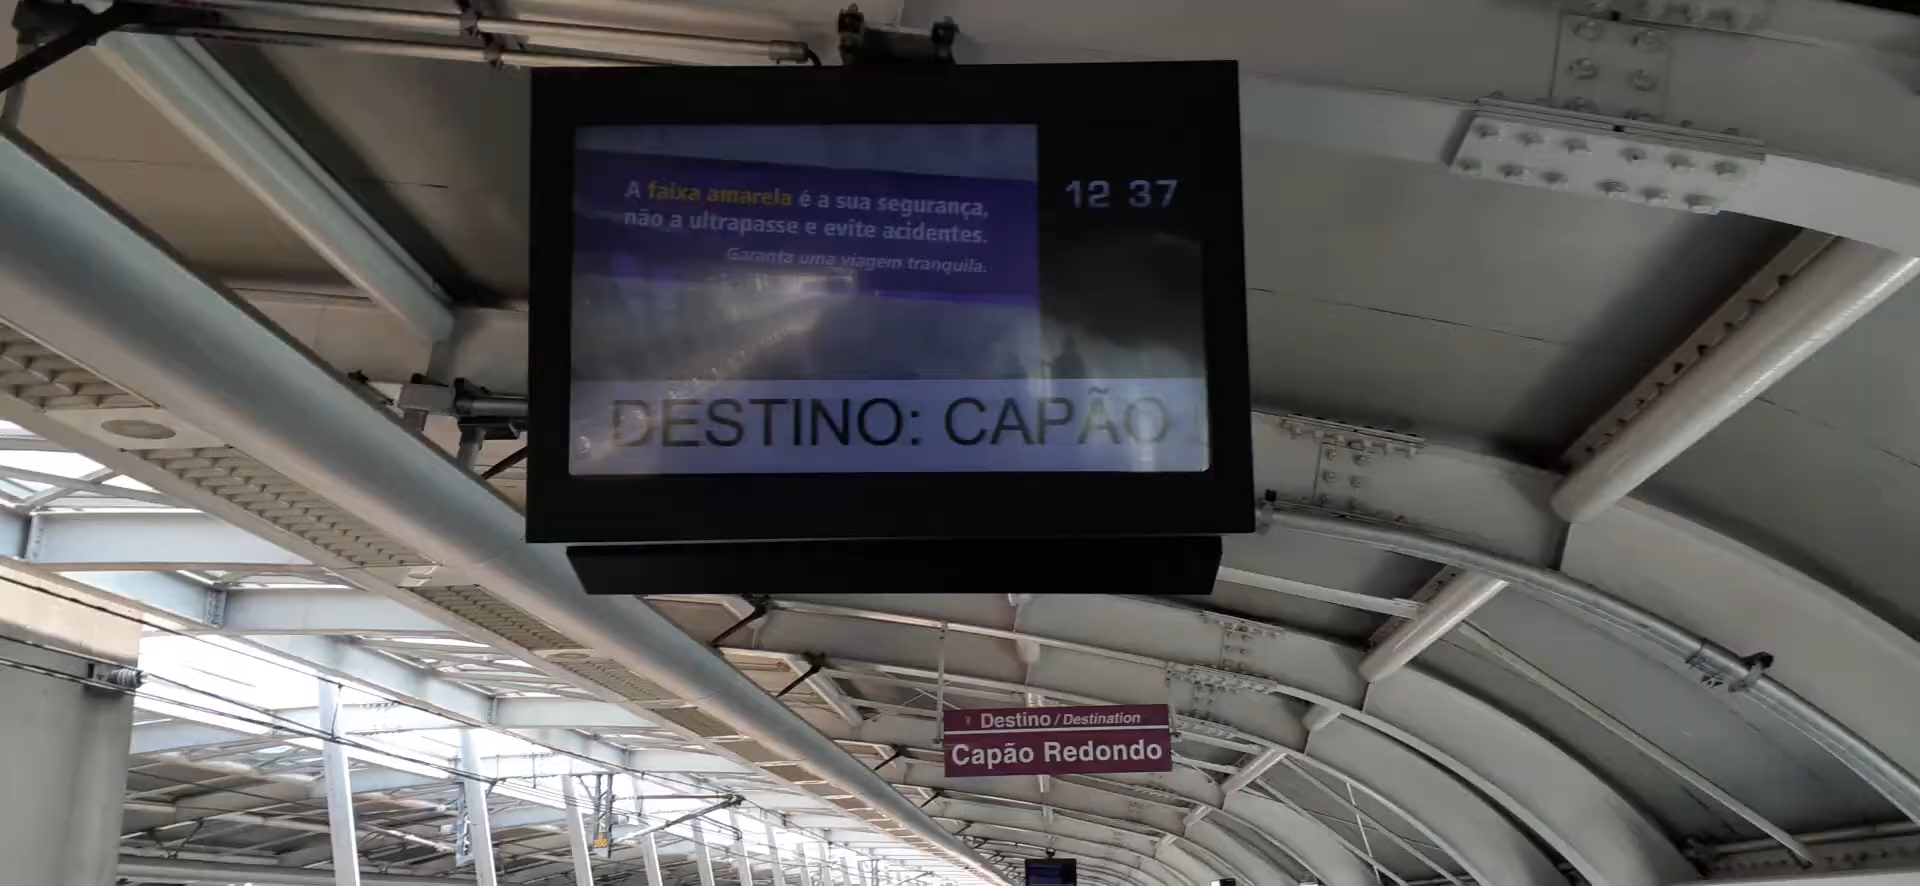 A faixa amarela é a sua segurança,
não a ultrapasse e evite acidentes.
Garanta uma viagem tranquila.
12 37
DESTINO: CAPÃO
Destino / Destination
Capão Redondo